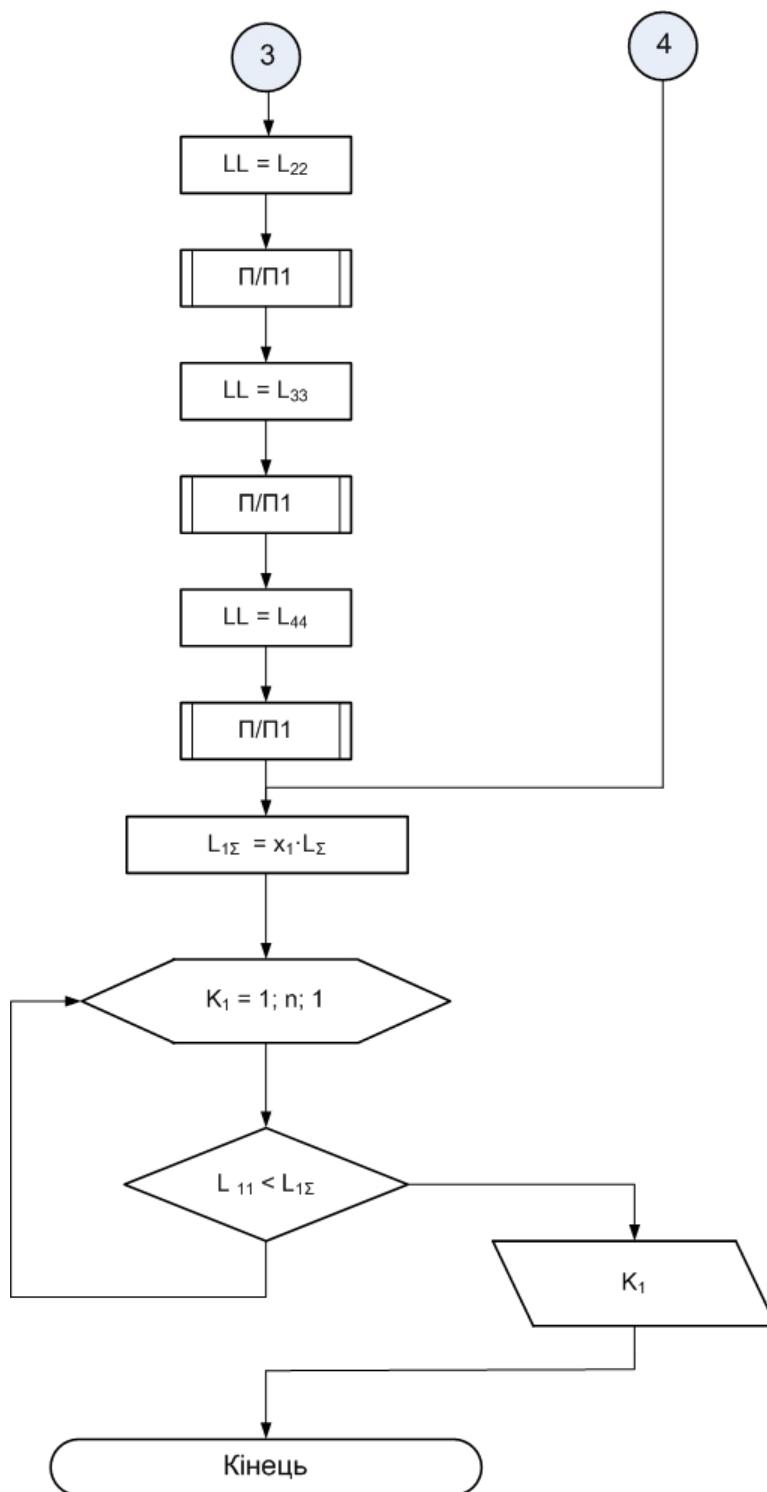 3
4
LL = L₂₂
П/П1
LL = L₃₃
П/П1
LL = L₄₄
П/П1
L₁Σ = x₁·LΣ
K₁ = 1; n; 1
L ₁₁ < L₁Σ
K₁
Кінець